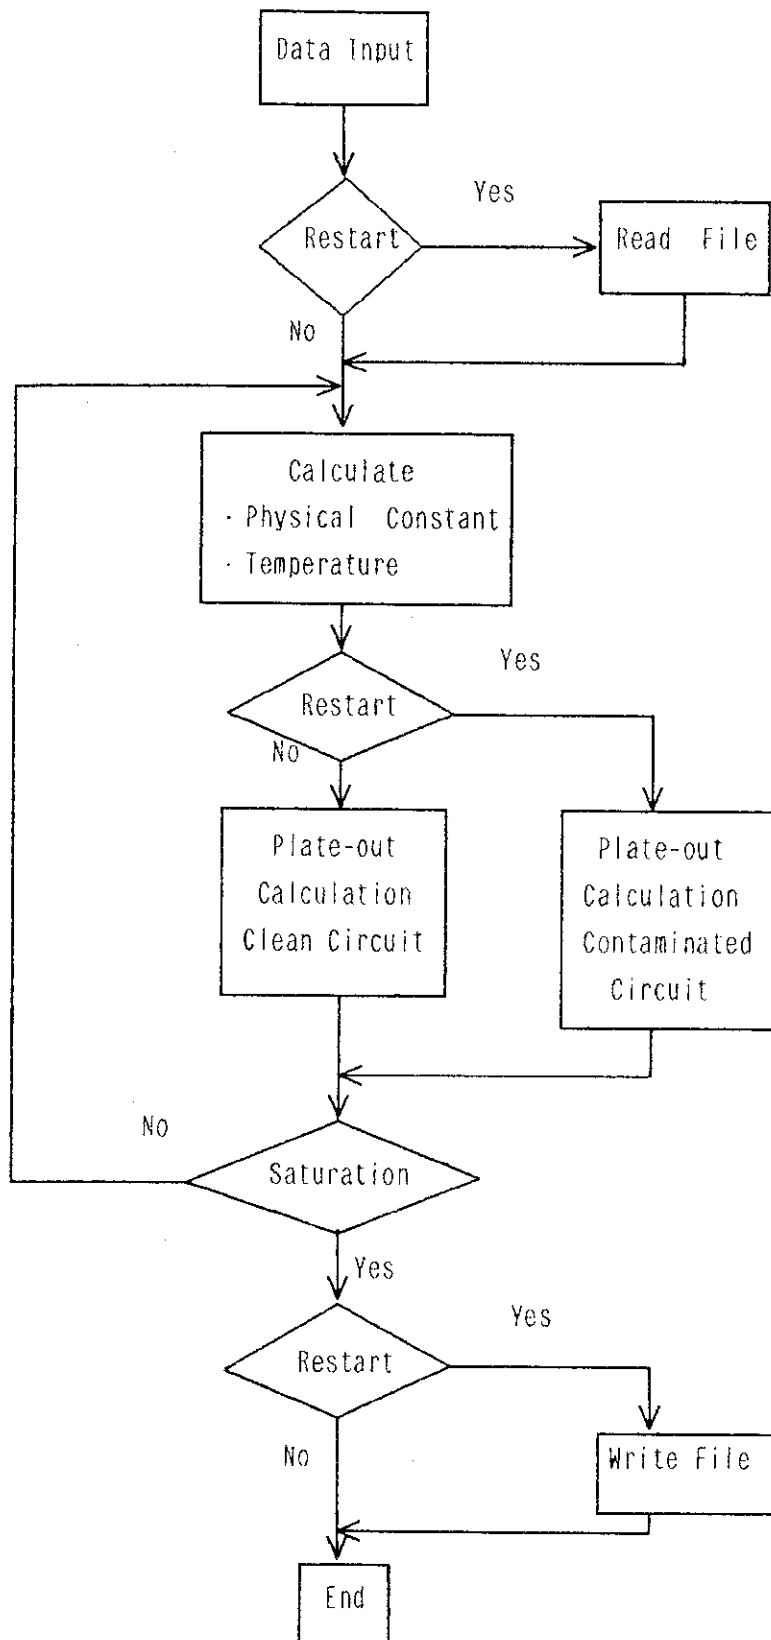 Data Input
Yes
Restart
Read File
No
Calculate
· Physical Constant
· Temperature
Yes
Restart
No
Plate-out
Calculation
Clean Circuit
Plate-out
Calculation
Contaminated
Circuit
No
Saturation
Yes
Yes
Restart
No
Write File
End